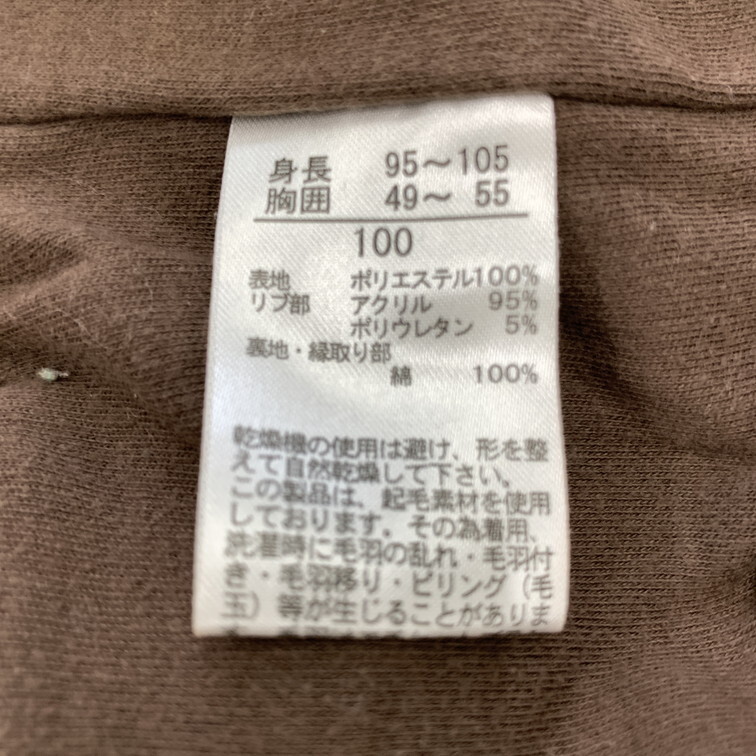 身長 95～105
胸囲 49～ 55
100
表地 ポリエステル100%
リブ部 アクリル 95%
ポリウレタン 5%
裏地・縁取り部
綿 100%
乾燥機の使用は避け、形を整
えて自然乾燥して下さい。
この製品は、起毛素材を使用
しております。その為着用、
洗濯時に毛羽の乱れ・毛羽付
き・毛羽移り・ピリング（毛
玉）等が生じることがありま